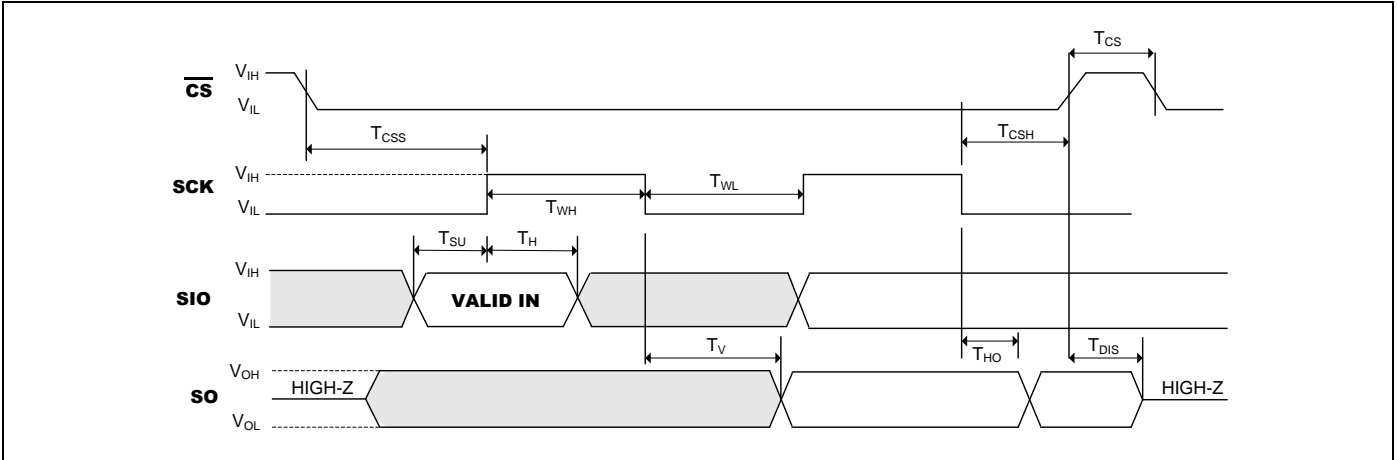 T_CS
V_IH
CS
V_IL
T_CSS
T_CSH
V_IH
SCK
T_WL
V_IL
T_WH
T_SU
T_H
V_IH
SIO
VALID IN
V_IL
T_V
T_HO
T_DIS
V_OH
HIGH-Z
HIGH-Z
SO
V_OL